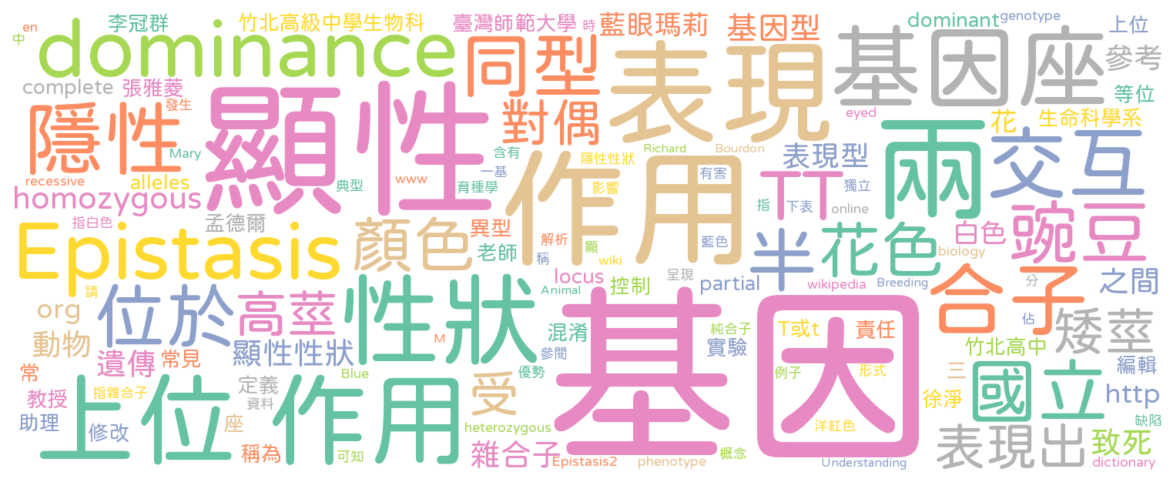 en
中
李冠群
竹北高級中學生物科
臺灣師範大學
時
藍眼瑪莉
基因型
dominant
genotype
上位
dominance
同型
表現
基因座
參考
complete
張雅菱
發生
等位
隱性
顯性
對偶
eyed
花
生命科學系
Mary
含有
隱性性狀
Richard
Bourdon
表現型
兩
交互
recessive
alleles
典型
www
一基
育種學
影響
作用
有害
TT
獨立
homozygous
指白色
孟德爾
指
下表
online
白色
豌豆
Epistasis
顏色
異型
老師
解析
顯
稱
wiki
藍色
半
花色
biology
locus
控制
呈現
partial
wikipedia
Breeding
合子
分
之間
請
org
位於
高莖
性狀
Animal
基因
純合子
T或t
責任
佔
矮莖
動物
遺傳
常見
顯性性狀
M
混淆
參閱
實驗
竹北高中
編輯
常
教授
指雜合子
定義
資料
Blue
優勢
受
例子
形式
三
徐淨
國立
http
助理
上位作用
修改
座
稱為
可知
heterozygous
雜合子
洋紅色
缺陷
Epistasis2
phenotype
概念
Understanding
表現出
致死
dictionary